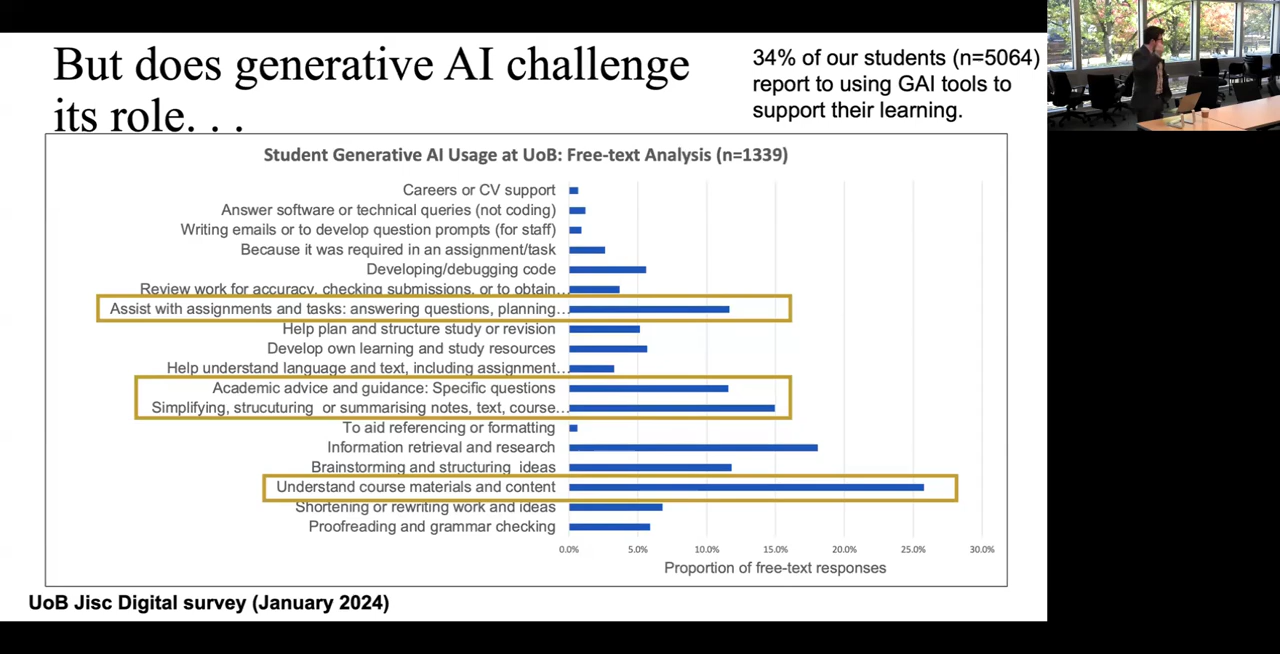 But does generative AI challenge
its role. . .
34% of our students (n=5064)
report to using GAI tools to
support their learning.
Student Generative AI Usage at UoB: Free-text Analysis (n=1339)
Careers or CV support
Answer software or technical queries (not coding)
Writing emails or to develop question prompts (for staff)
Because it was required in an assignment/task
Developing/debugging code
Review work for accuracy, checking submissions, or to obtain...
Assist with assignments and tasks: answering questions, planning...
Help plan and structure study or revision
Develop own learning and study resources
Help understand language and text, including assignment...
Academic advice and guidance: Specific questions
Simplifying, strucuturing or summarising notes, text, course...
To aid referencing or formatting
Information retrieval and research
Brainstorming and structuring ideas
Understand course materials and content
Shortening or rewriting work and ideas
Proofreading and grammar checking
0.0% 5.0% 10.0% 15.0% 20.0% 25.0% 30.0%
Proportion of free-text responses
UoB Jisc Digital survey (January 2024)